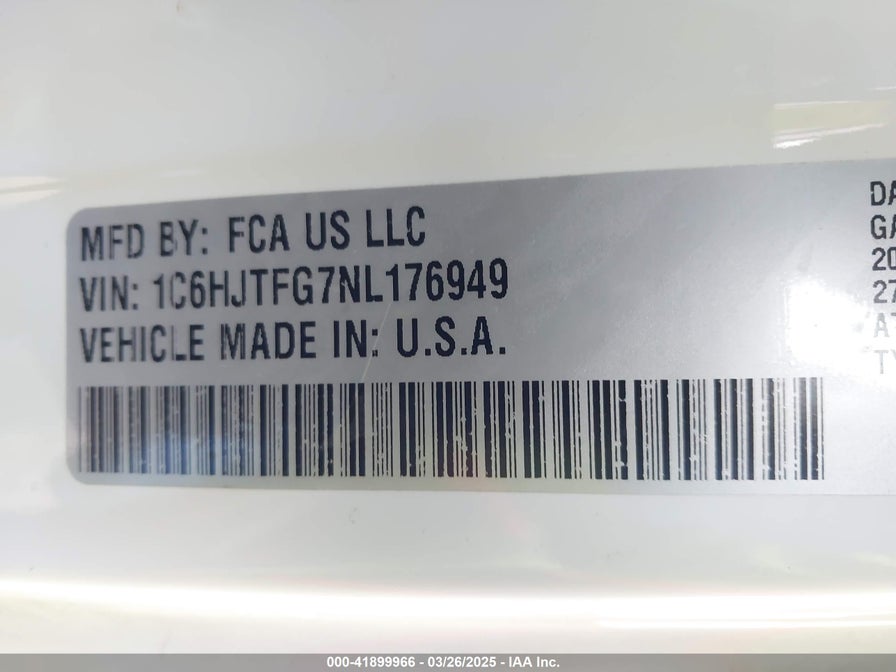 MFD BY: FCA US LLC
VIN: 1C6HJTFG7NL176949
VEHICLE MADE IN: U.S.A.
000-41899966 - 03/26/2025 - IAA Inc.